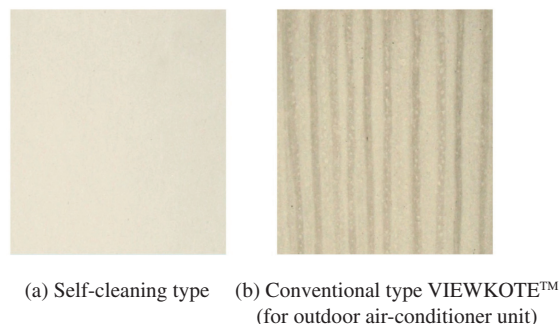 (a) Self-cleaning type
(b) Conventional type VIEWKOTE™
(for outdoor air-conditioner unit)